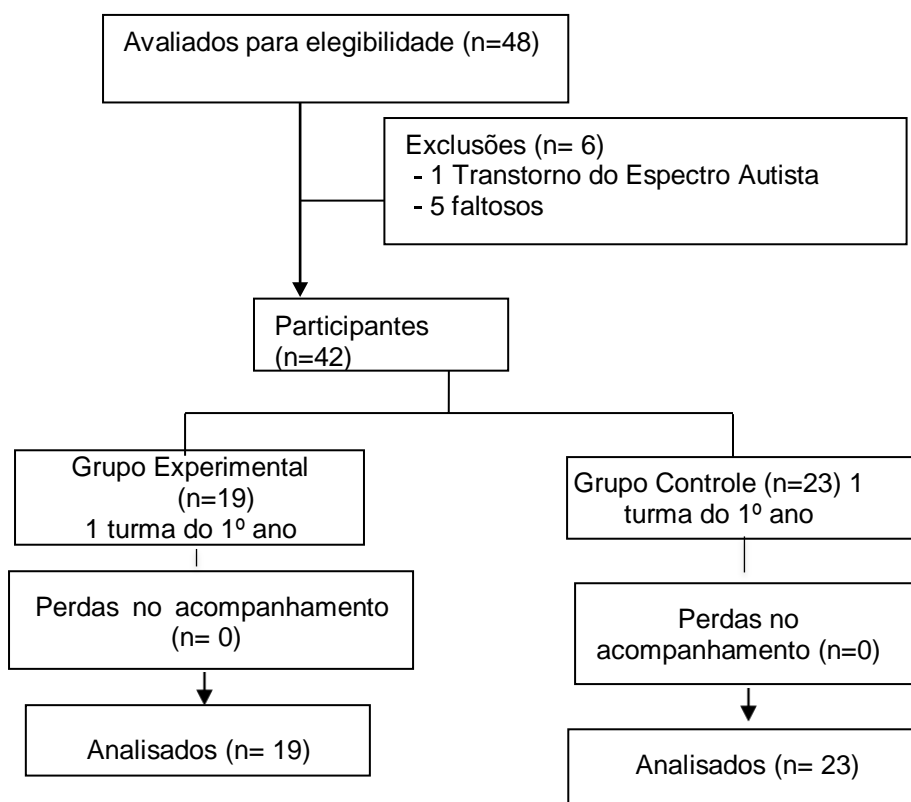 Avaliados para elegibilidade (n=48)
Exclusões (n= 6)
- 1 Transtorno do Espectro Autista
- 5 faltosos
Participantes
(n=42)
Grupo Experimental
(n=19)
1 turma do 1º ano
Grupo Controle (n=23) 1
turma do 1º ano
Perdas no acompanhamento
(n= 0)
Perdas no
acompanhamento (n=0)
Analisados (n= 19)
Analisados (n= 23)